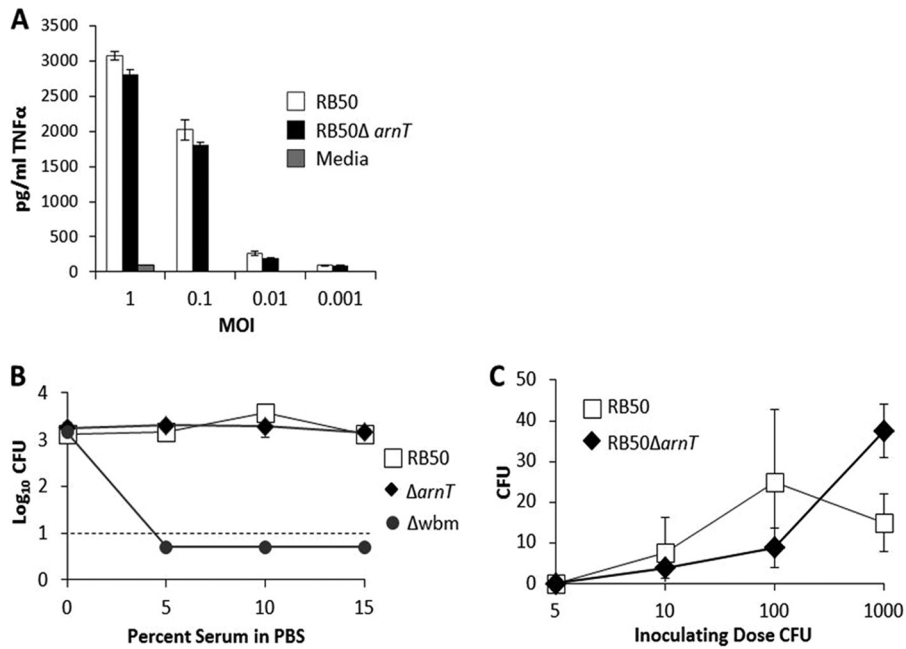 A
3500
3000
2500
2000
1500
1000
500
0
pg/ml TNFα
RB50
RB50Δ arnT
Media
1 0.1 0.01 0.001
MOI
B
4
3
2
1
0
Log₁₀ CFU
RB50
ΔarnT
Δwbm
0 5 10 15
Percent Serum in PBS
C
50
40
30
20
10
0
CFU
RB50
RB50ΔarnT
5 10 100 1000
Inoculating Dose CFU